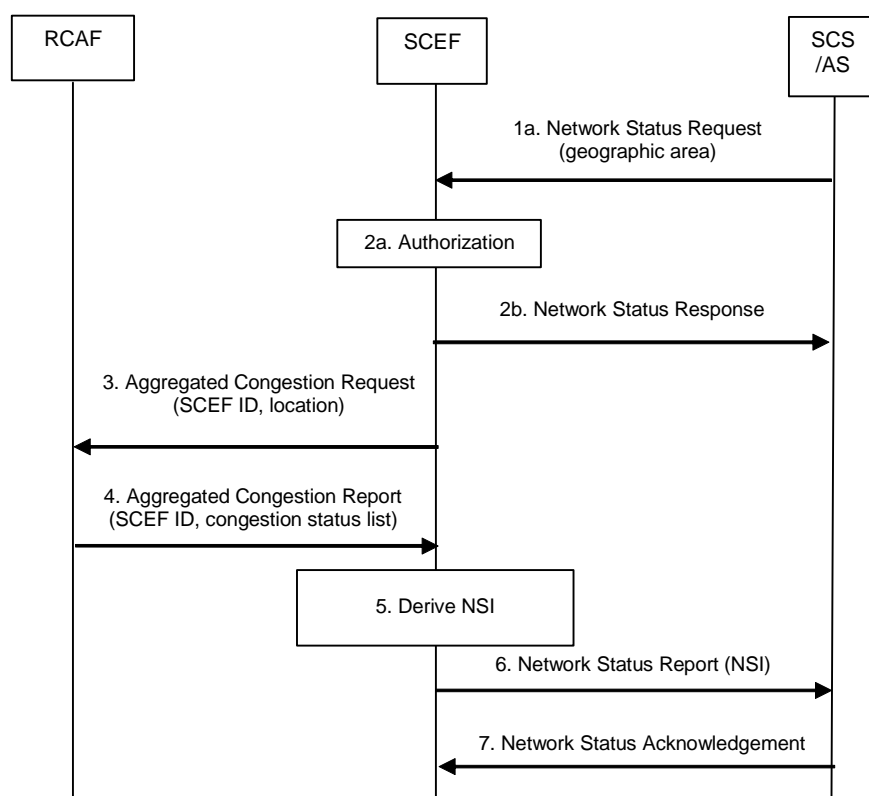 RCAF
SCEF
SCS
/AS
1a. Network Status Request
(geographic area)
2a. Authorization
2b. Network Status Response
3. Aggregated Congestion Request
(SCEF ID, location)
4. Aggregated Congestion Report
(SCEF ID, congestion status list)
5. Derive NSI
6. Network Status Report (NSI)
7. Network Status Acknowledgement